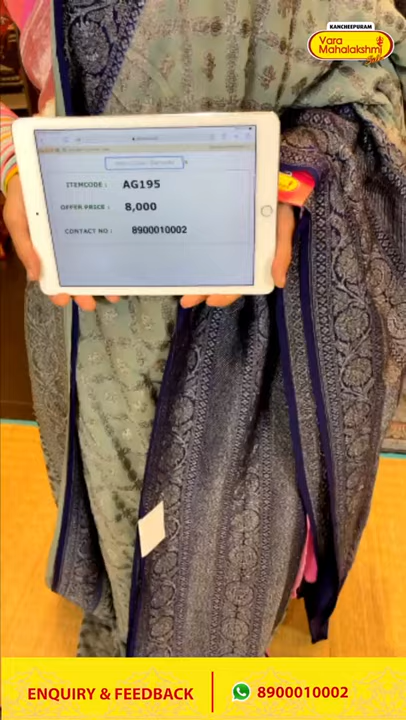 KANCHEEPURAM
Vara
Mahalakshmi
ITEMCODE : AG195
OFFER PRICE : 8,000
CONTACT NO : 8900010002
ENQUIRY & FEEDBACK
8900010002